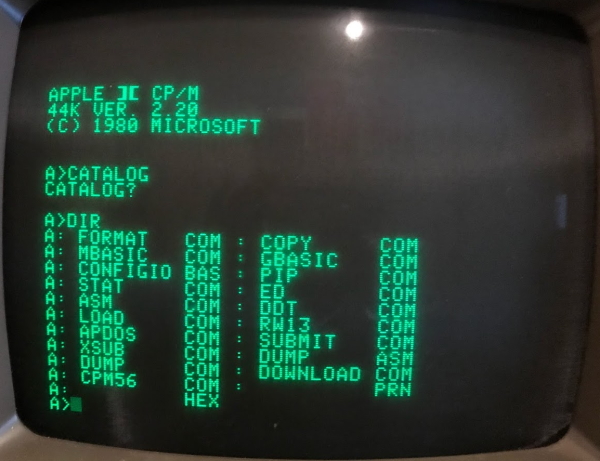 APPLE ][ CP/M
44K VER. 2.20
(C) 1980 MICROSOFT
A>CATALOG
CATALOG?
A>DIR
A: FORMAT COM : COPY COM
A: MBASIC COM : GBASIC COM
A: CONFIGIO BAS : PIP COM
A: STAT COM : ED COM
A: ASM COM : DDT COM
A: LOAD COM : RW13 COM
A: APDOS COM : SUBMIT COM
A: XSUB COM : DUMP ASM
A: DUMP COM : DOWNLOAD COM
A: CPM56 COM : PRN
A: HEX
A>